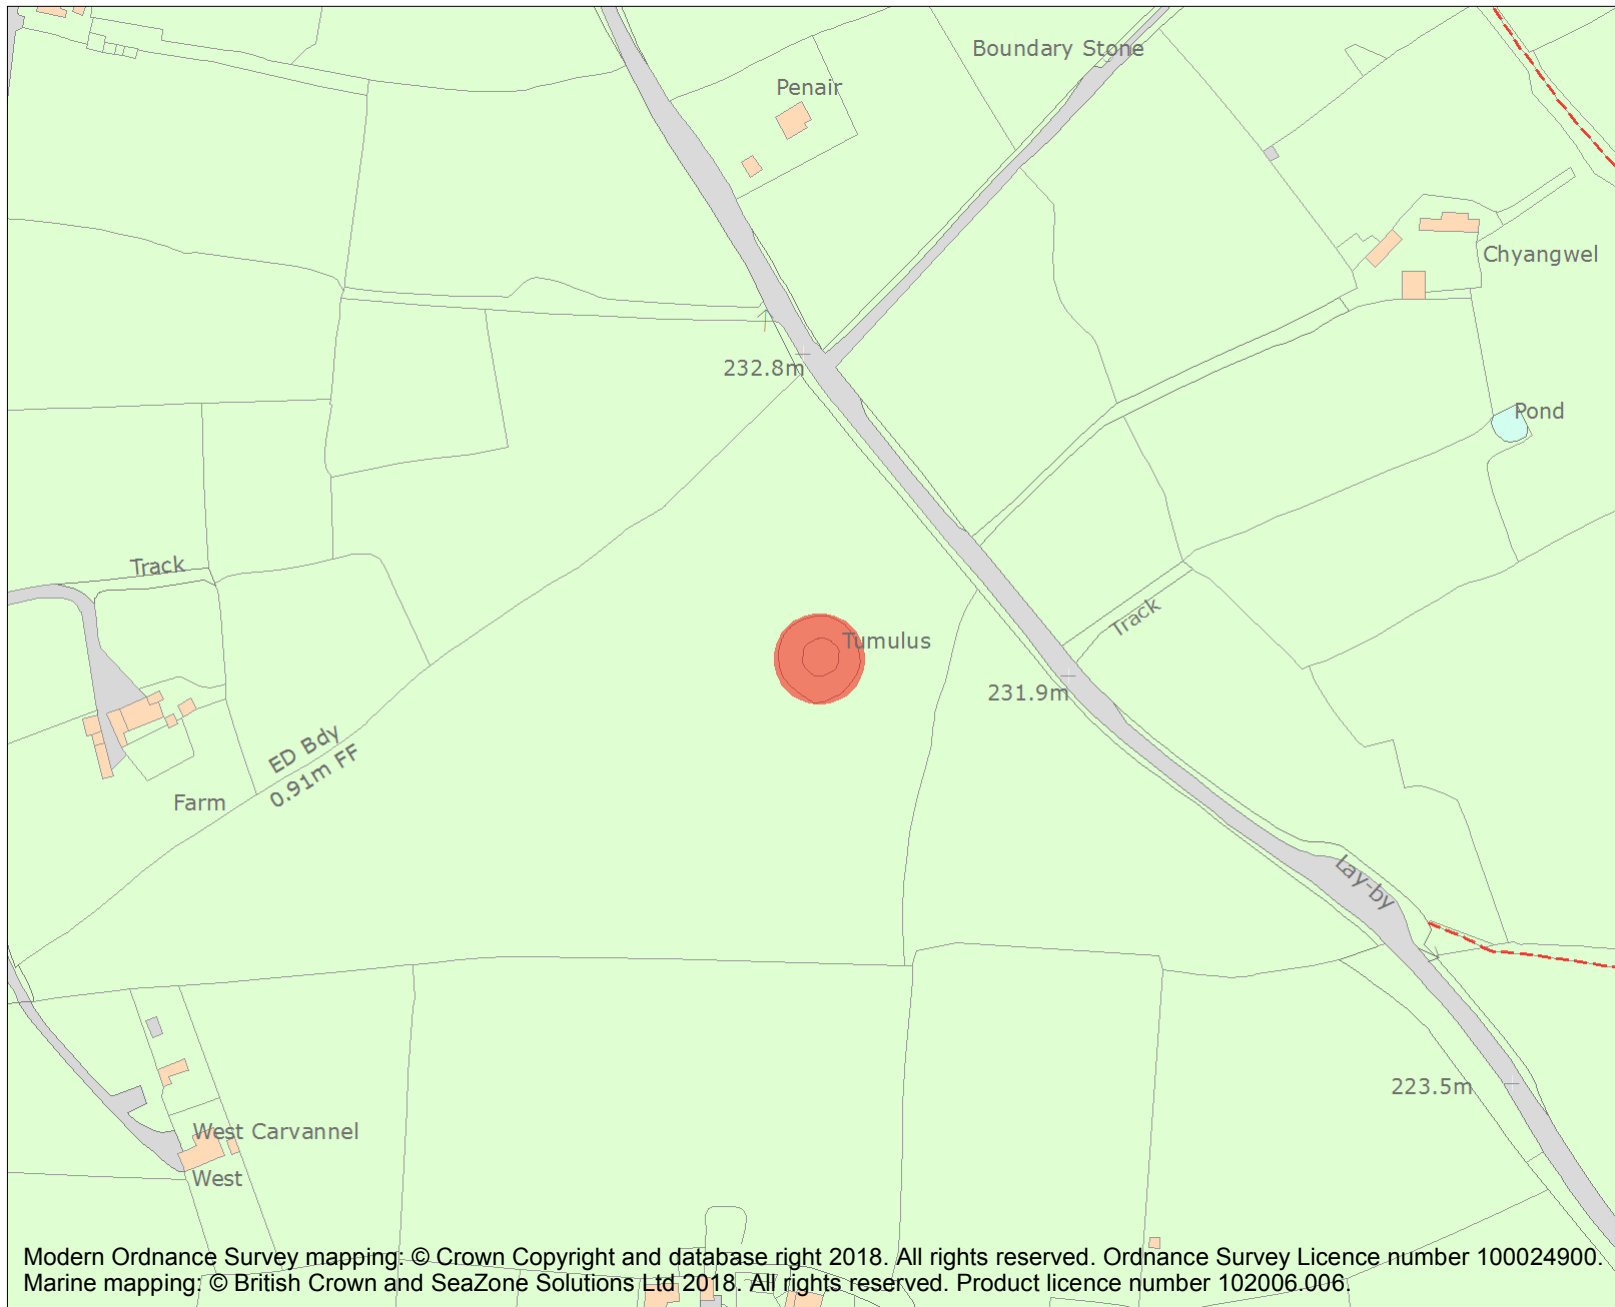 Boundary Stone
Penair
Chyangwel
232.8m
Pond
Track
Track
Tumulus
231.9m
ED Bdy
0.91m FF
Farm
Lay-by
223.5m
West Carvannel
West
Modern Ordnance Survey mapping: © Crown Copyright and database right 2018. All rights reserved. Ordnance Survey Licence number 100024900.
Marine mapping: © British Crown and SeaZone Solutions Ltd 2018. All rights reserved. Product licence number 102006.006.